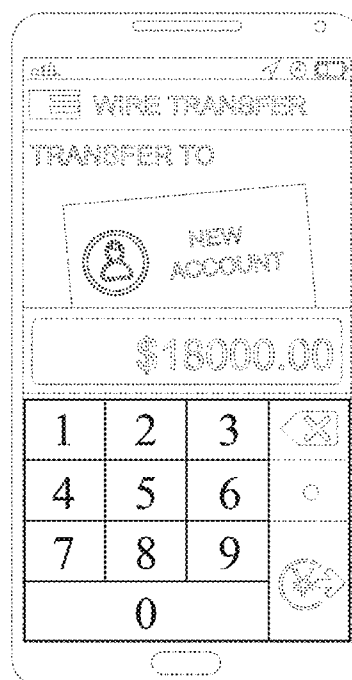 WIRE TRANSFER
TRANSFER TO
NEW
ACCOUNT
$18000.00
1 2 3
4 5 6
7 8 9
0